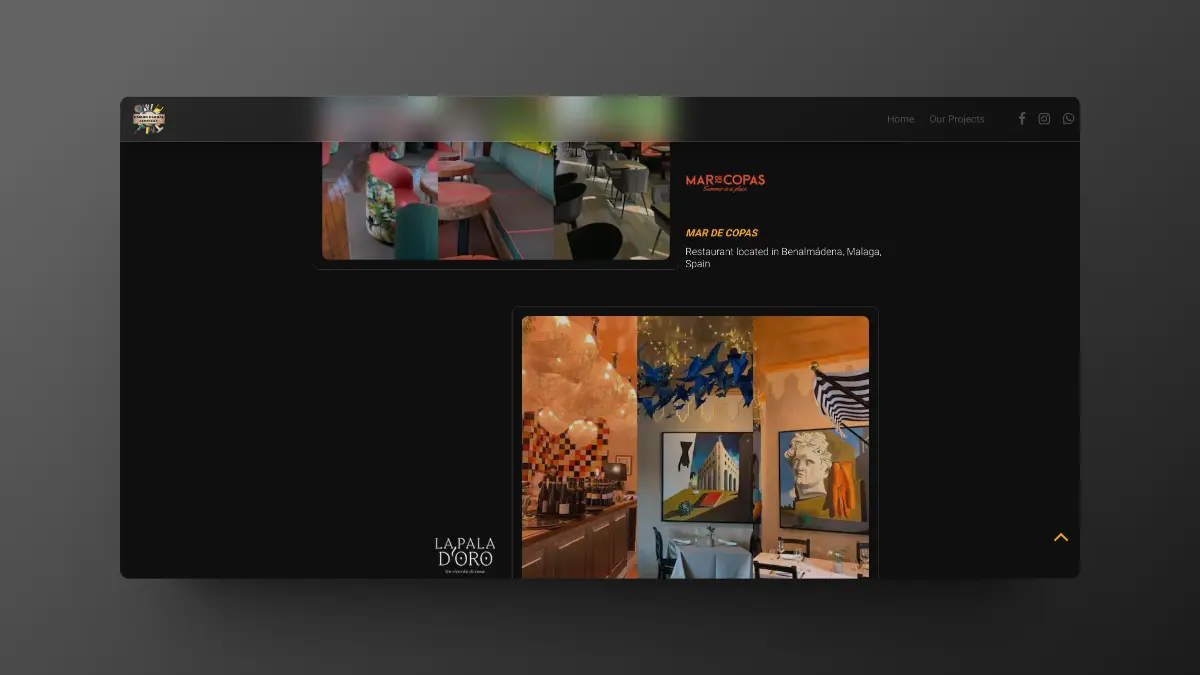 Home
Our Projects
MAR DE COPAS
Summer is a place
MAR DE COPAS
Restaurant located in Benalmádena, Malaga,
Spain
LA PALA
D'ORO